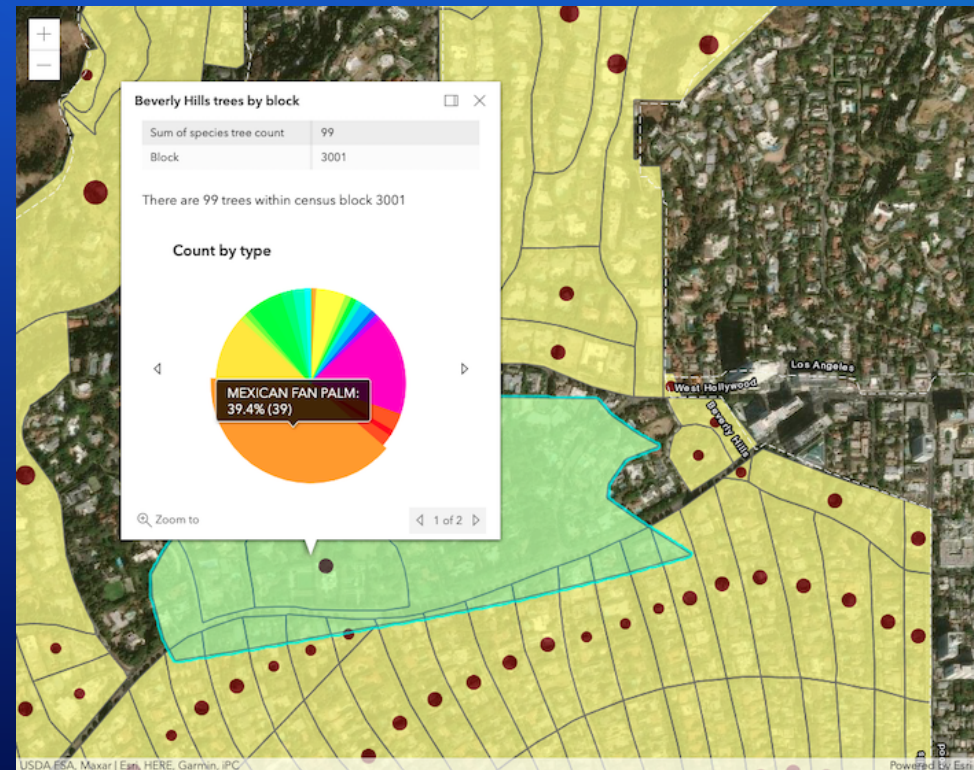 +
−
Beverly Hills trees by block
Sum of species tree count 99
Block 3001
There are 99 trees within census block 3001
Count by type
MEXICAN FAN PALM:
39.4% (39)
Zoom to
1 of 2
Los Angeles
West Hollywood
Beverly Hills
USDA FSA, Maxar | Esri, HERE, Garmin, iPC
Powered by Esri